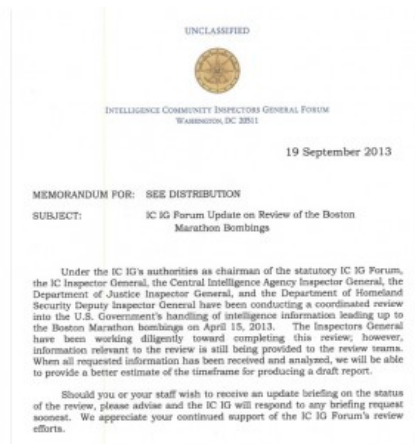 UNCLASSIFIED
INTELLIGENCE COMMUNITY INSPECTORS GENERAL FORUM
WASHINGTON, DC 20511
19 September 2013
MEMORANDUM FOR: SEE DISTRIBUTION
SUBJECT: IC IG Forum Update on Review of the Boston
Marathon Bombings
Under the IC IG's authorities as chairman of the statutory IC IG Forum,
the IC Inspector General, the Central Intelligence Agency Inspector General, the
Department of Justice Inspector General, and the Department of Homeland
Security Deputy Inspector General have been conducting a coordinated review
into the U.S. Government's handling of intelligence information leading up to
the Boston Marathon bombings on April 15, 2013. The Inspectors General
have been working diligently toward completing this review; however,
information relevant to the review is still being provided to the review teams.
When all requested information has been received and analyzed, we will be able
to provide a better estimate of the timeframe for producing a draft report.
Should you or your staff wish to receive an update briefing on the status
of the review, please advise and the IC IG will respond to any briefing request
soonest. We appreciate your continued support of the IC IG Forum's review
efforts.